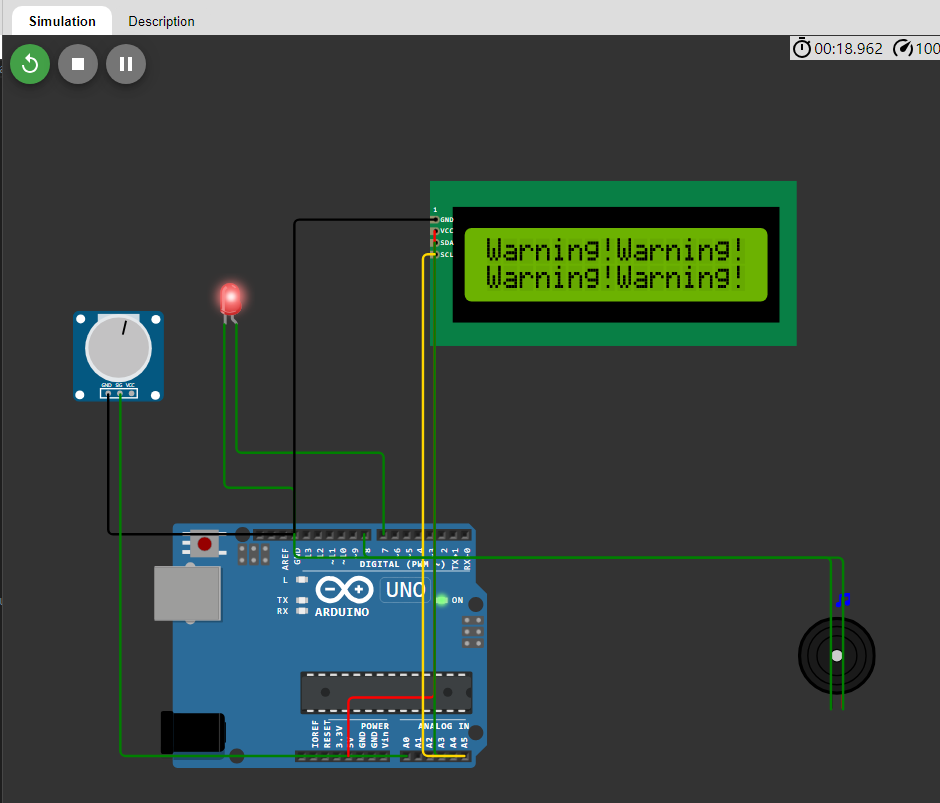 Simulation Description
00:18.962 100
1
GND
VCC
SDA
SCL
Warning!Warning!
Warning!Warning!
GND SIG VCC
AREF GND 13 12 ~11 ~10 ~9 8 7 ~6 ~5 ~4 ~3 2 TX→1 RX←0
DIGITAL (PWM ~)
L
TX
RX
UNO
ON
ARDUINO
POWER ANALOG IN
IOREF RESET 3.3V 5V GND GND Vin A0 A1 A2 A3 A4 A5